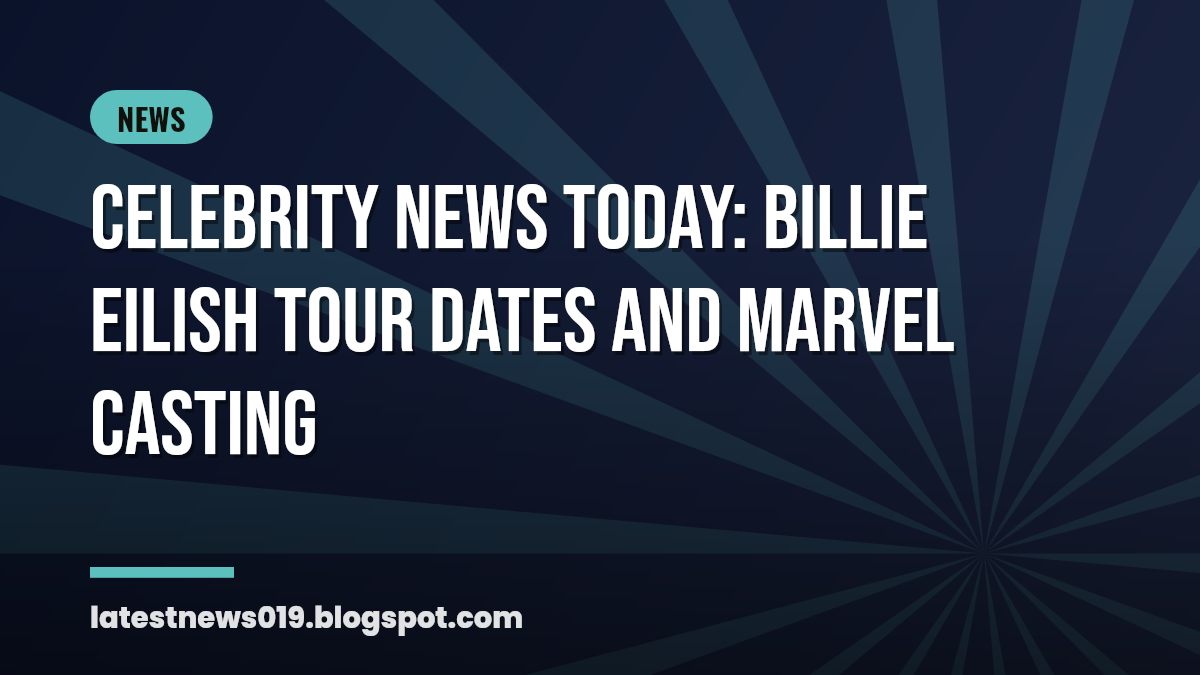 NEWS
CELEBRITY NEWS TODAY: BILLIE
EILISH TOUR DATES AND MARVEL
CASTING
latestnews019.blogspot.com